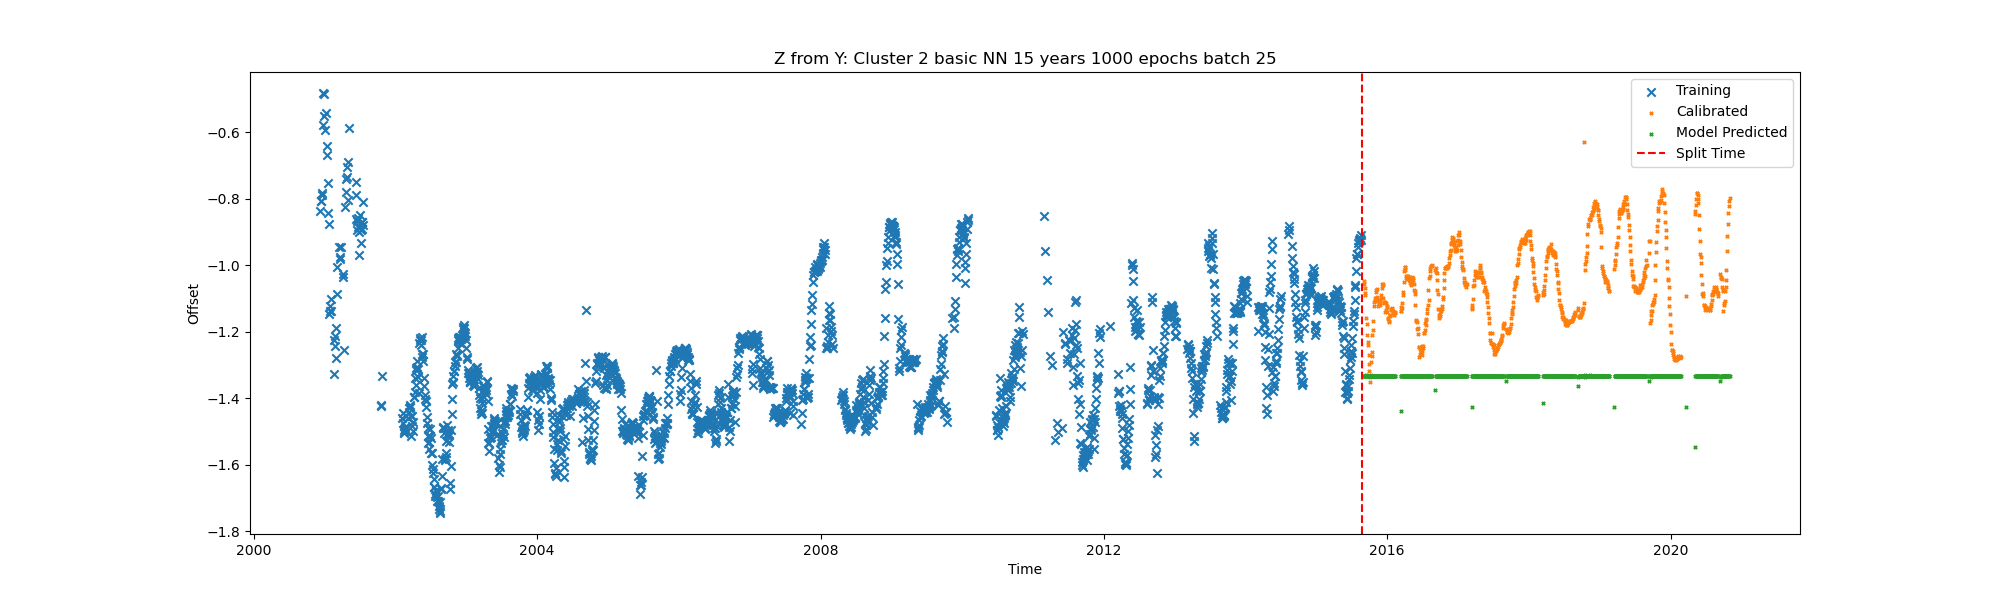 Z from Y: Cluster 2 basic NN 15 years 1000 epochs batch 25
Training
Calibrated
Model Predicted
Split Time
−0.6
−0.8
−1.0
−1.2
−1.4
−1.6
−1.8
Offset
2000
2004
2008
2012
2016
2020
Time